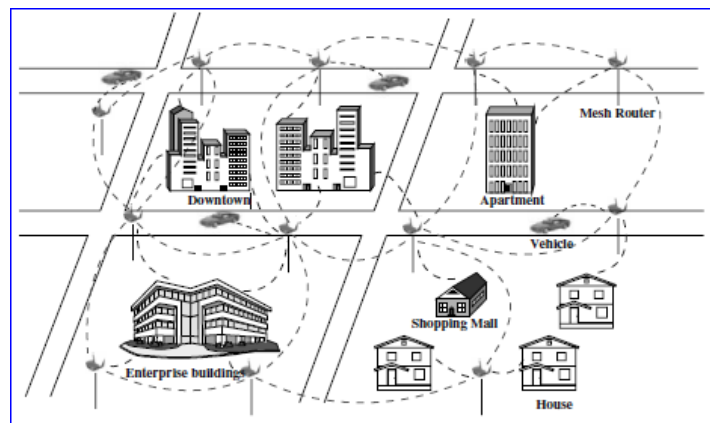 Mesh Router
Downtown
Apartment
Vehicle
Shopping Mall
Enterprise buildings
House